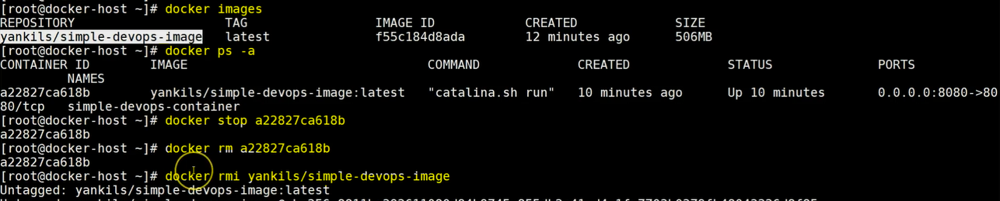 [root@docker-host ~]# docker images
REPOSITORY TAG IMAGE ID CREATED SIZE
yankils/simple-devops-image latest f55c184d8ada 12 minutes ago 506MB
[root@docker-host ~]# docker ps -a
CONTAINER ID IMAGE COMMAND CREATED STATUS PORTS
NAMES
a22827ca618b yankils/simple-devops-image:latest "catalina.sh run" 10 minutes ago Up 10 minutes 0.0.0.0:8080->80
80/tcp simple-devops-container
[root@docker-host ~]# docker stop a22827ca618b
a22827ca618b
[root@docker-host ~]# docker rm a22827ca618b
a22827ca618b
[root@docker-host ~]# docker rmi yankils/simple-devops-image
Untagged: yankils/simple-devops-image:latest